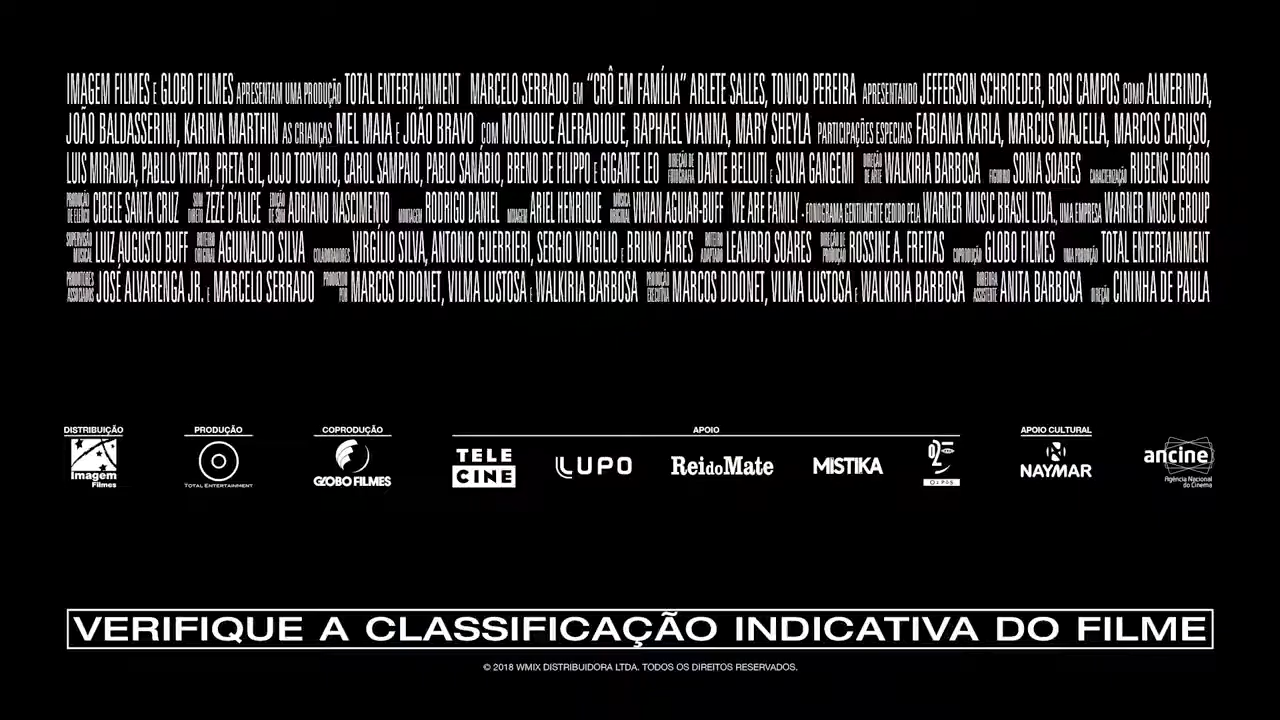 IMAGEM FILMES E GLOBO FILMES APRESENTAM UMA PRODUÇÃO TOTAL ENTERTAINMENT MARCELO SERRADO EM “CRÔ EM FAMÍLIA” ARLETE SALLES, TONICO PEREIRA APRESENTANDO JEFFERSON SCHROEDER, ROSI CAMPOS COMO ALMERINDA,
JOÃO BALDASSERINI, KARINA MARTHIN AS CRIANÇAS MEL MAIA E JOÃO BRAVO COM MONIQUE ALFRADIQUE, RAPHAEL VIANNA, MARY SHEYLA PARTICIPAÇÕES ESPECIAIS FABIANA KARLA, MARCUS MAJELLA, MARCOS CARUSO,
LUIS MIRANDA, PABLLO VITTAR, PRETA GIL, JOJO TODYNHO, CAROL SAMPAIO, PABLO SANÁBIO, BRENO DE FILIPPO E GIGANTE LEO DIREÇÃO DE FOTOGRAFIA DANTE BELLUTI E SILVIA GANGEMI DIREÇÃO DE ARTE WALKIRIA BARBOSA FIGURINO SONIA SOARES CARACTERIZAÇÃO RUBENS LIBÓRIO
PRODUÇÃO DE ELENCO CIBELE SANTA CRUZ SOM DIRETO ZEZÉ D'ALICE EDIÇÃO DE SOM ADRIANO NASCIMENTO MONTAGEM RODRIGO DANIEL MIXAGEM ARIEL HENRIQUE MÚSICA ORIGINAL VIVIAN AGUIAR-BUFF WE ARE FAMILY - FONOGRAMA GENTILMENTE CEDIDO PELA WARNER MUSIC BRASIL LTDA., UMA EMPRESA WARNER MUSIC GROUP
SUPERVISÃO MUSICAL LUIZ AUGUSTO BUFF ROTEIRO ORIGINAL AGUINALDO SILVA COLABORADORES VIRGÍLIO SILVA, ANTONIO GUERRIERI, SERGIO VIRGILIO E BRUNO AIRES ROTEIRO ADAPTADO LEANDRO SOARES DIREÇÃO DE PRODUÇÃO ROSSINE A. FREITAS COPRODUÇÃO GLOBO FILMES UMA PRODUÇÃO TOTAL ENTERTAINMENT
PRODUTORES ASSOCIADOS JOSÉ ALVARENGA JR. E MARCELO SERRADO PRODUZIDO POR MARCOS DIDONET, VILMA LUSTOSA E WALKIRIA BARBOSA PRODUÇÃO EXECUTIVA MARCOS DIDONET, VILMA LUSTOSA E WALKIRIA BARBOSA DIRETORA ASSISTENTE ANITA BARBOSA DIREÇÃO CININHA DE PAULA
DISTRIBUIÇÃO PRODUÇÃO COPRODUÇÃO APOIO APOIO CULTURAL
Imagem Filmes
TOTAL ENTERTAINMENT
GLOBO FILMES
TELE CINE
LUPO
Rei do Mate
MISTIKA
NAYMAR
ancine
Agência Nacional
do Cinema
VERIFIQUE A CLASSIFICAÇÃO INDICATIVA DO FILME
© 2018 WMIX DISTRIBUIDORA LTDA. TODOS OS DIREITOS RESERVADOS.